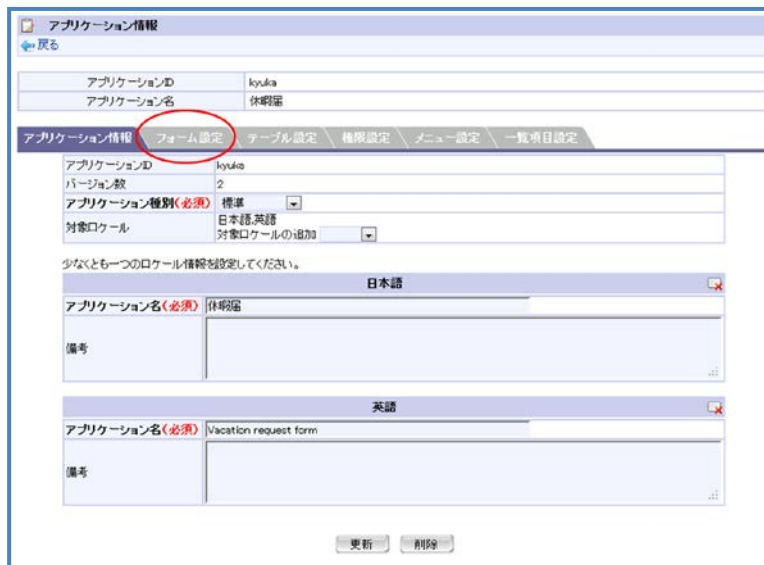 アプリケーション情報
戻る
アプリケーションID kyuka
アプリケーション名 休暇届
アプリケーション情報 フォーム設定 テーブル設定 権限設定 メニュー設定 一覧項目設定
アプリケーションID kyuka
バージョン数 2
アプリケーション種別(必須) 標準
対象ロケール 日本語,英語
対象ロケールの追加
少なくとも一つのロケール情報を設定してください。
日本語
アプリケーション名(必須) 休暇届
備考
英語
アプリケーション名(必須) Vacation request form
備考
更新 削除